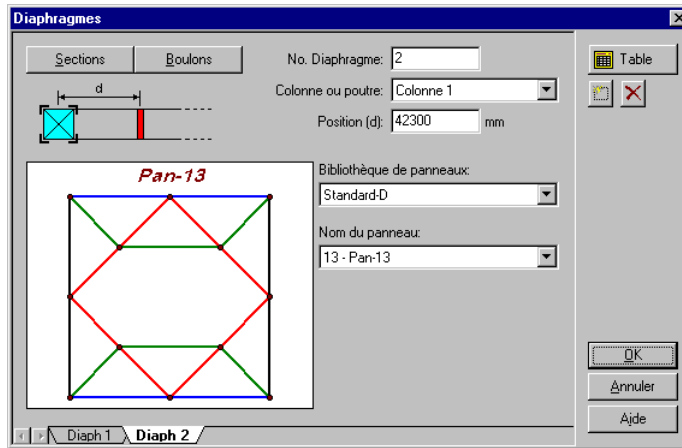 Diaphragmes
Sections Boulons
No. Diaphragme: 2
Colonne ou poutre: Colonne 1
Position (d): 42300 mm
d
Pan-13
Bibliothèque de panneaux:
Standard-D
Nom du panneau:
13 - Pan-13
Table
OK
Annuler
Aide
Diaph 1 Diaph 2